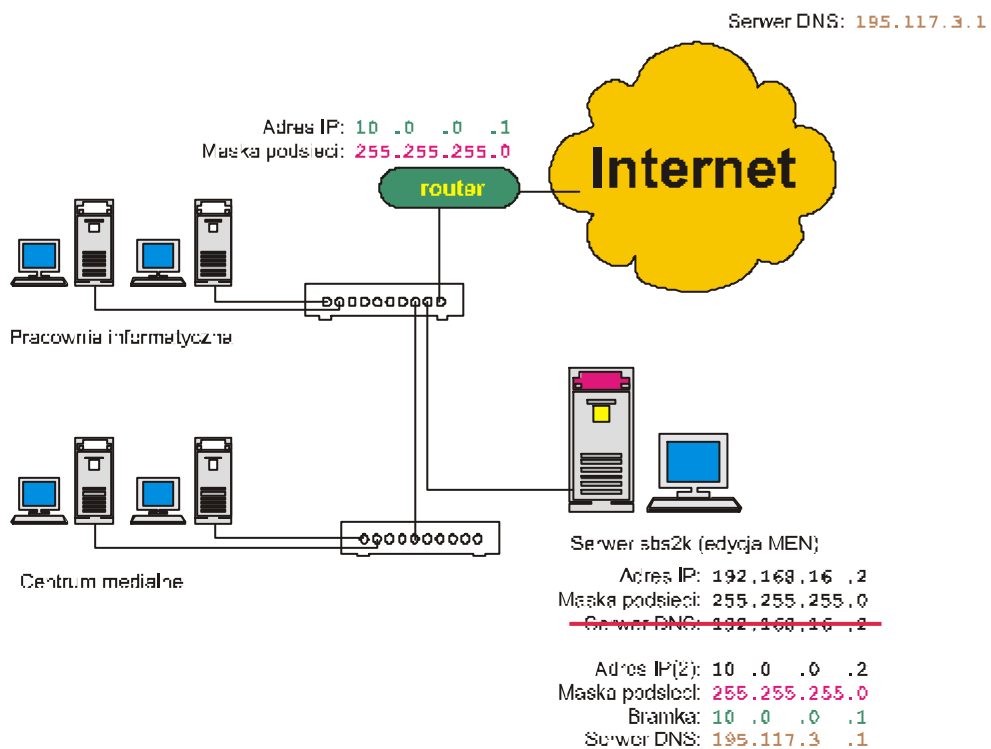 Serwer DNS: 195.117.3.1
Adres IP: 10 .0 .0 .1
Maska podsieci: 255.255.255.0
router
Internet
Pracownia informatyczna
Centrum medialne
Serwer sbs2k (edycja MEN)
Adres IP: 192.168.16 .2
Maska podsieci: 255.255.255.0
Serwer DNS: 192.168.16 .2
Adres IP(2): 10 .0 .0 .2
Maska podsieci: 255.255.255.0
Bramka: 10 .0 .0 .1
Serwer DNS: 195.117.3 .1